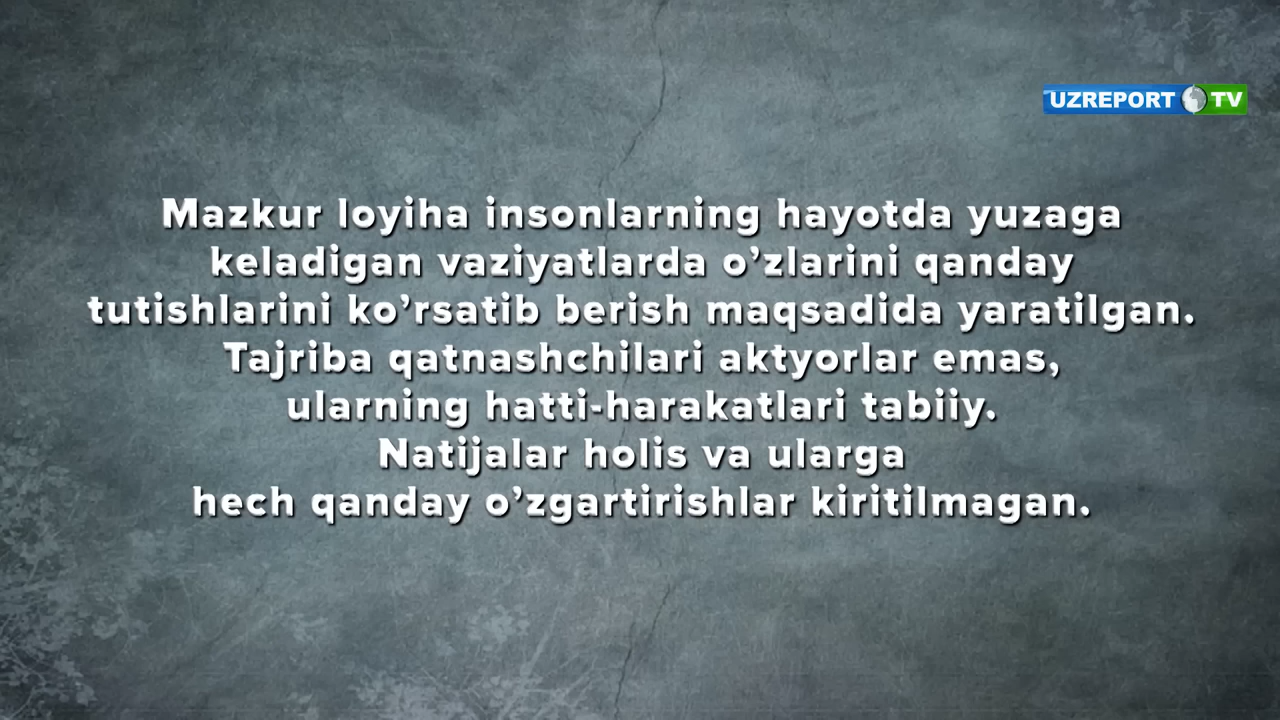 UZREPORT TV
Mazkur loyiha insonlarning hayotda yuzaga
keladigan vaziyatlarda o’zlarini qanday
tutishlarini ko’rsatib berish maqsadida yaratilgan.
Tajriba qatnashchilari aktyorlar emas,
ularning hatti-harakatlari tabiiy.
Natijalar holis va ularga
hech qanday o’zgartirishlar kiritilmagan.